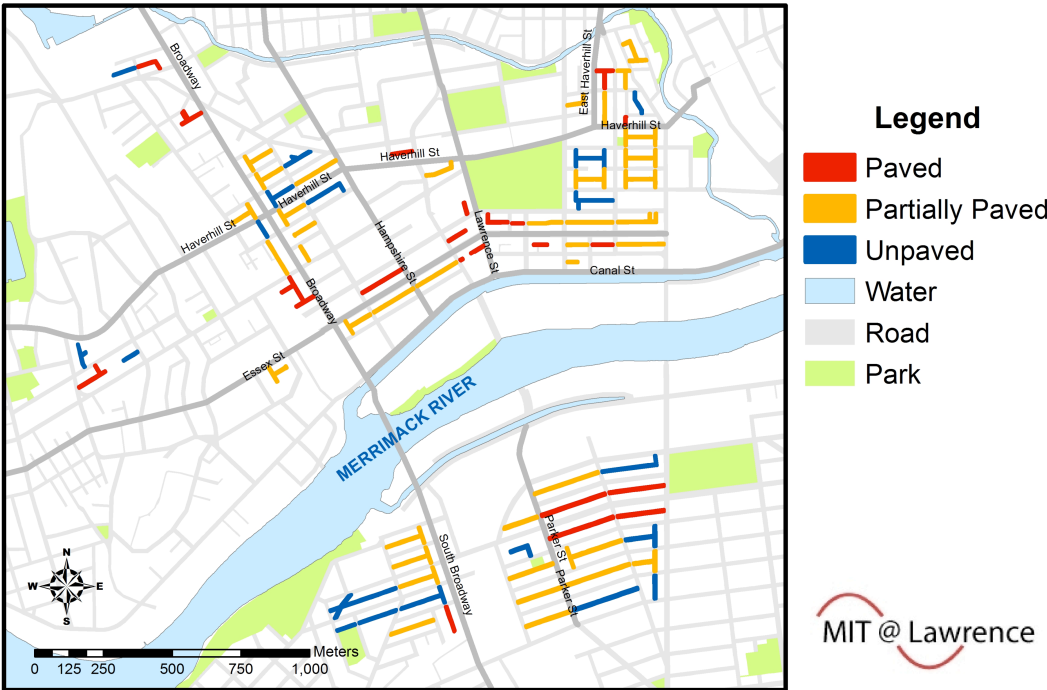 Broadway
East Haverhill St
Haverhill St
Haverhill St
Haverhill St
Haverhill St
Lawrence St
Hampshire St
Canal St
Broadway
Essex St
MERRIMACK RIVER
Parker St
Parker St
South Broadway
N
W
E
S
Meters
0 125 250 500 750 1,000
Legend
Paved
Partially Paved
Unpaved
Water
Road
Park
MIT @ Lawrence